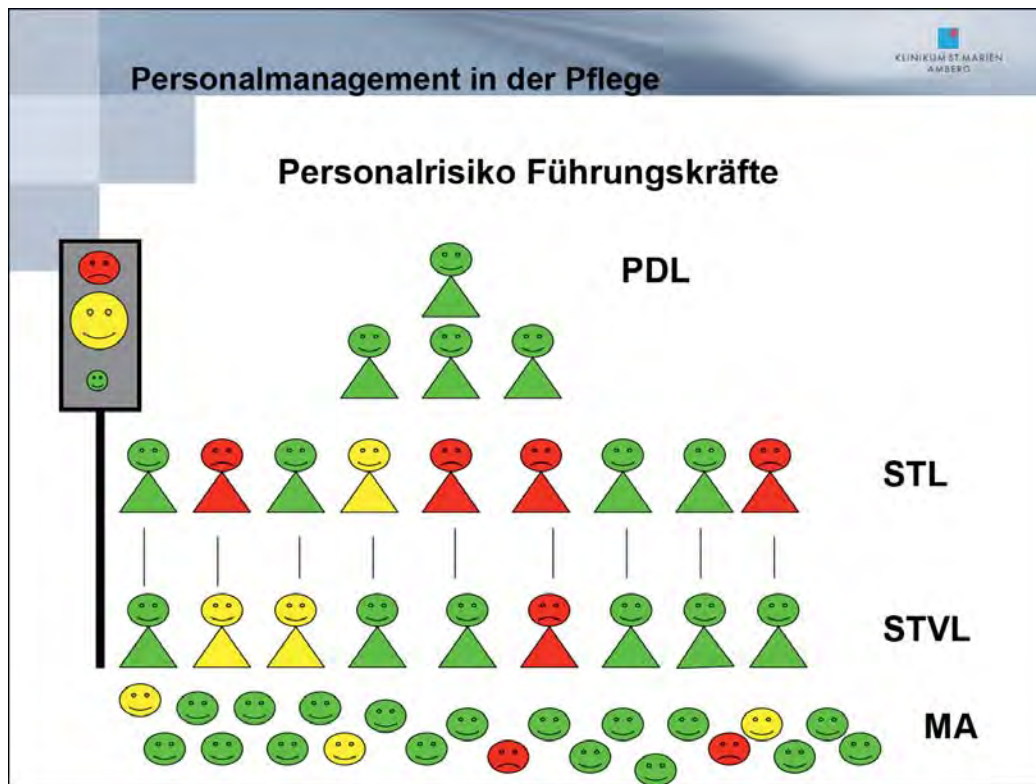 KLINIKUM ST. MARIEN
AMBERG
Personalmanagement in der Pflege
Personalrisiko Führungskräfte
PDL
STL
STVL
MA